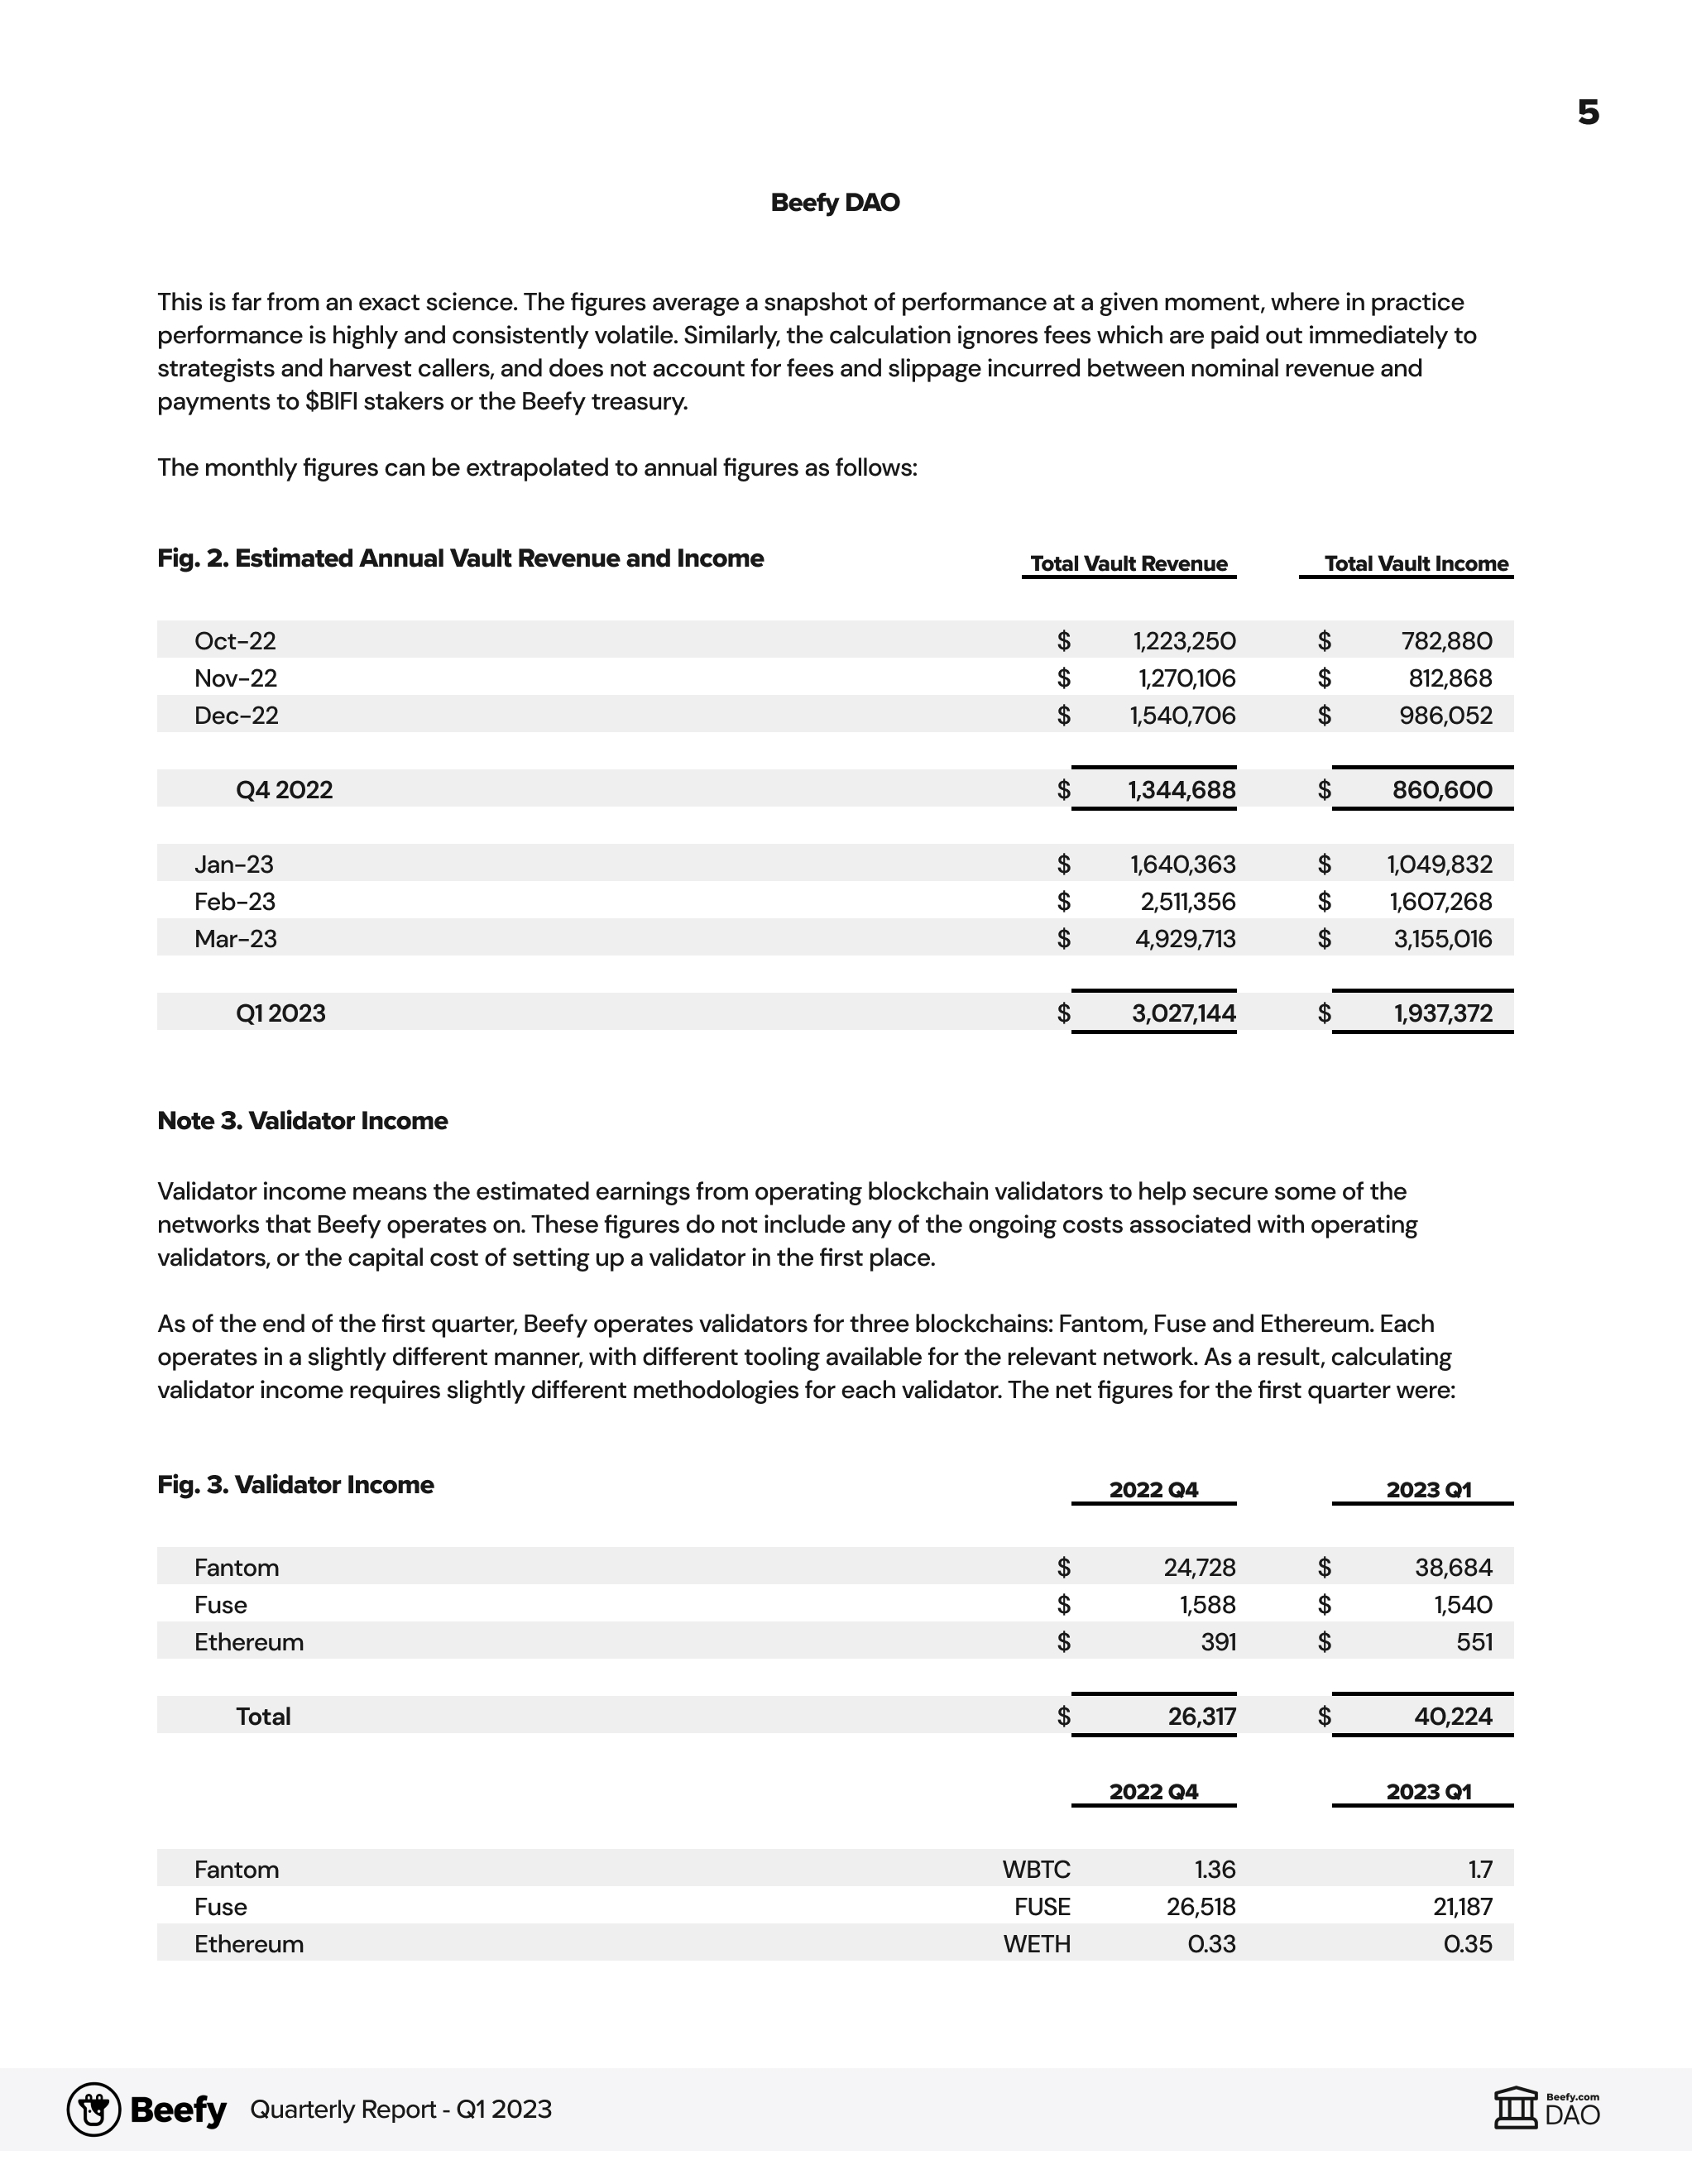 5
Beefy DAO
This is far from an exact science. The figures average a snapshot of performance at a given moment, where in practice
performance is highly and consistently volatile. Similarly, the calculation ignores fees which are paid out immediately to
strategists and harvest callers, and does not account for fees and slippage incurred between nominal revenue and
payments to $BIFI stakers or the Beefy treasury.
The monthly figures can be extrapolated to annual figures as follows:
Fig. 2. Estimated Annual Vault Revenue and Income Total Vault Revenue Total Vault Income
Oct-22 $ 1,223,250 $ 782,880
Nov-22 $ 1,270,106 $ 812,868
Dec-22 $ 1,540,706 $ 986,052
Q4 2022 $ 1,344,688 $ 860,600
Jan-23 $ 1,640,363 $ 1,049,832
Feb-23 $ 2,511,356 $ 1,607,268
Mar-23 $ 4,929,713 $ 3,155,016
Q1 2023 $ 3,027,144 $ 1,937,372
Note 3. Validator Income
Validator income means the estimated earnings from operating blockchain validators to help secure some of the
networks that Beefy operates on. These figures do not include any of the ongoing costs associated with operating
validators, or the capital cost of setting up a validator in the first place.
As of the end of the first quarter, Beefy operates validators for three blockchains: Fantom, Fuse and Ethereum. Each
operates in a slightly different manner, with different tooling available for the relevant network. As a result, calculating
validator income requires slightly different methodologies for each validator. The net figures for the first quarter were:
Fig. 3. Validator Income 2022 Q4 2023 Q1
Fantom $ 24,728 $ 38,684
Fuse $ 1,588 $ 1,540
Ethereum $ 391 $ 551
Total $ 26,317 $ 40,224
2022 Q4 2023 Q1
Fantom WBTC 1.36 1.7
Fuse FUSE 26,518 21,187
Ethereum WETH 0.33 0.35
Beefy Quarterly Report - Q1 2023
Beefy.com
DAO